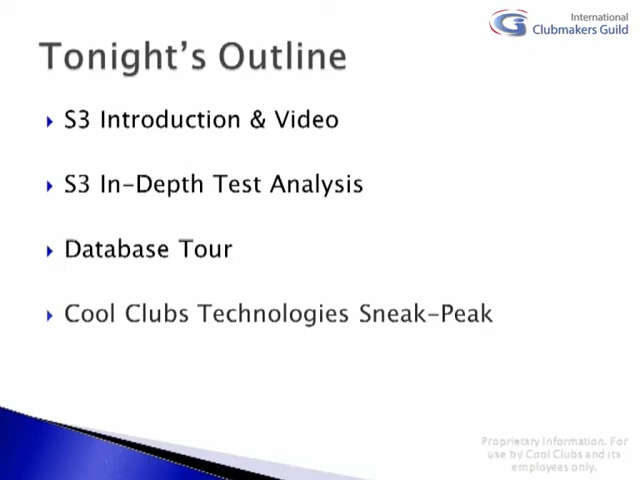 International
Clubmakers Guild
Tonight's Outline
S3 Introduction & Video
S3 In-Depth Test Analysis
Database Tour
Cool Clubs Technologies Sneak-Peak
Proprietary Information. For
use by Cool Clubs and its
employees only.